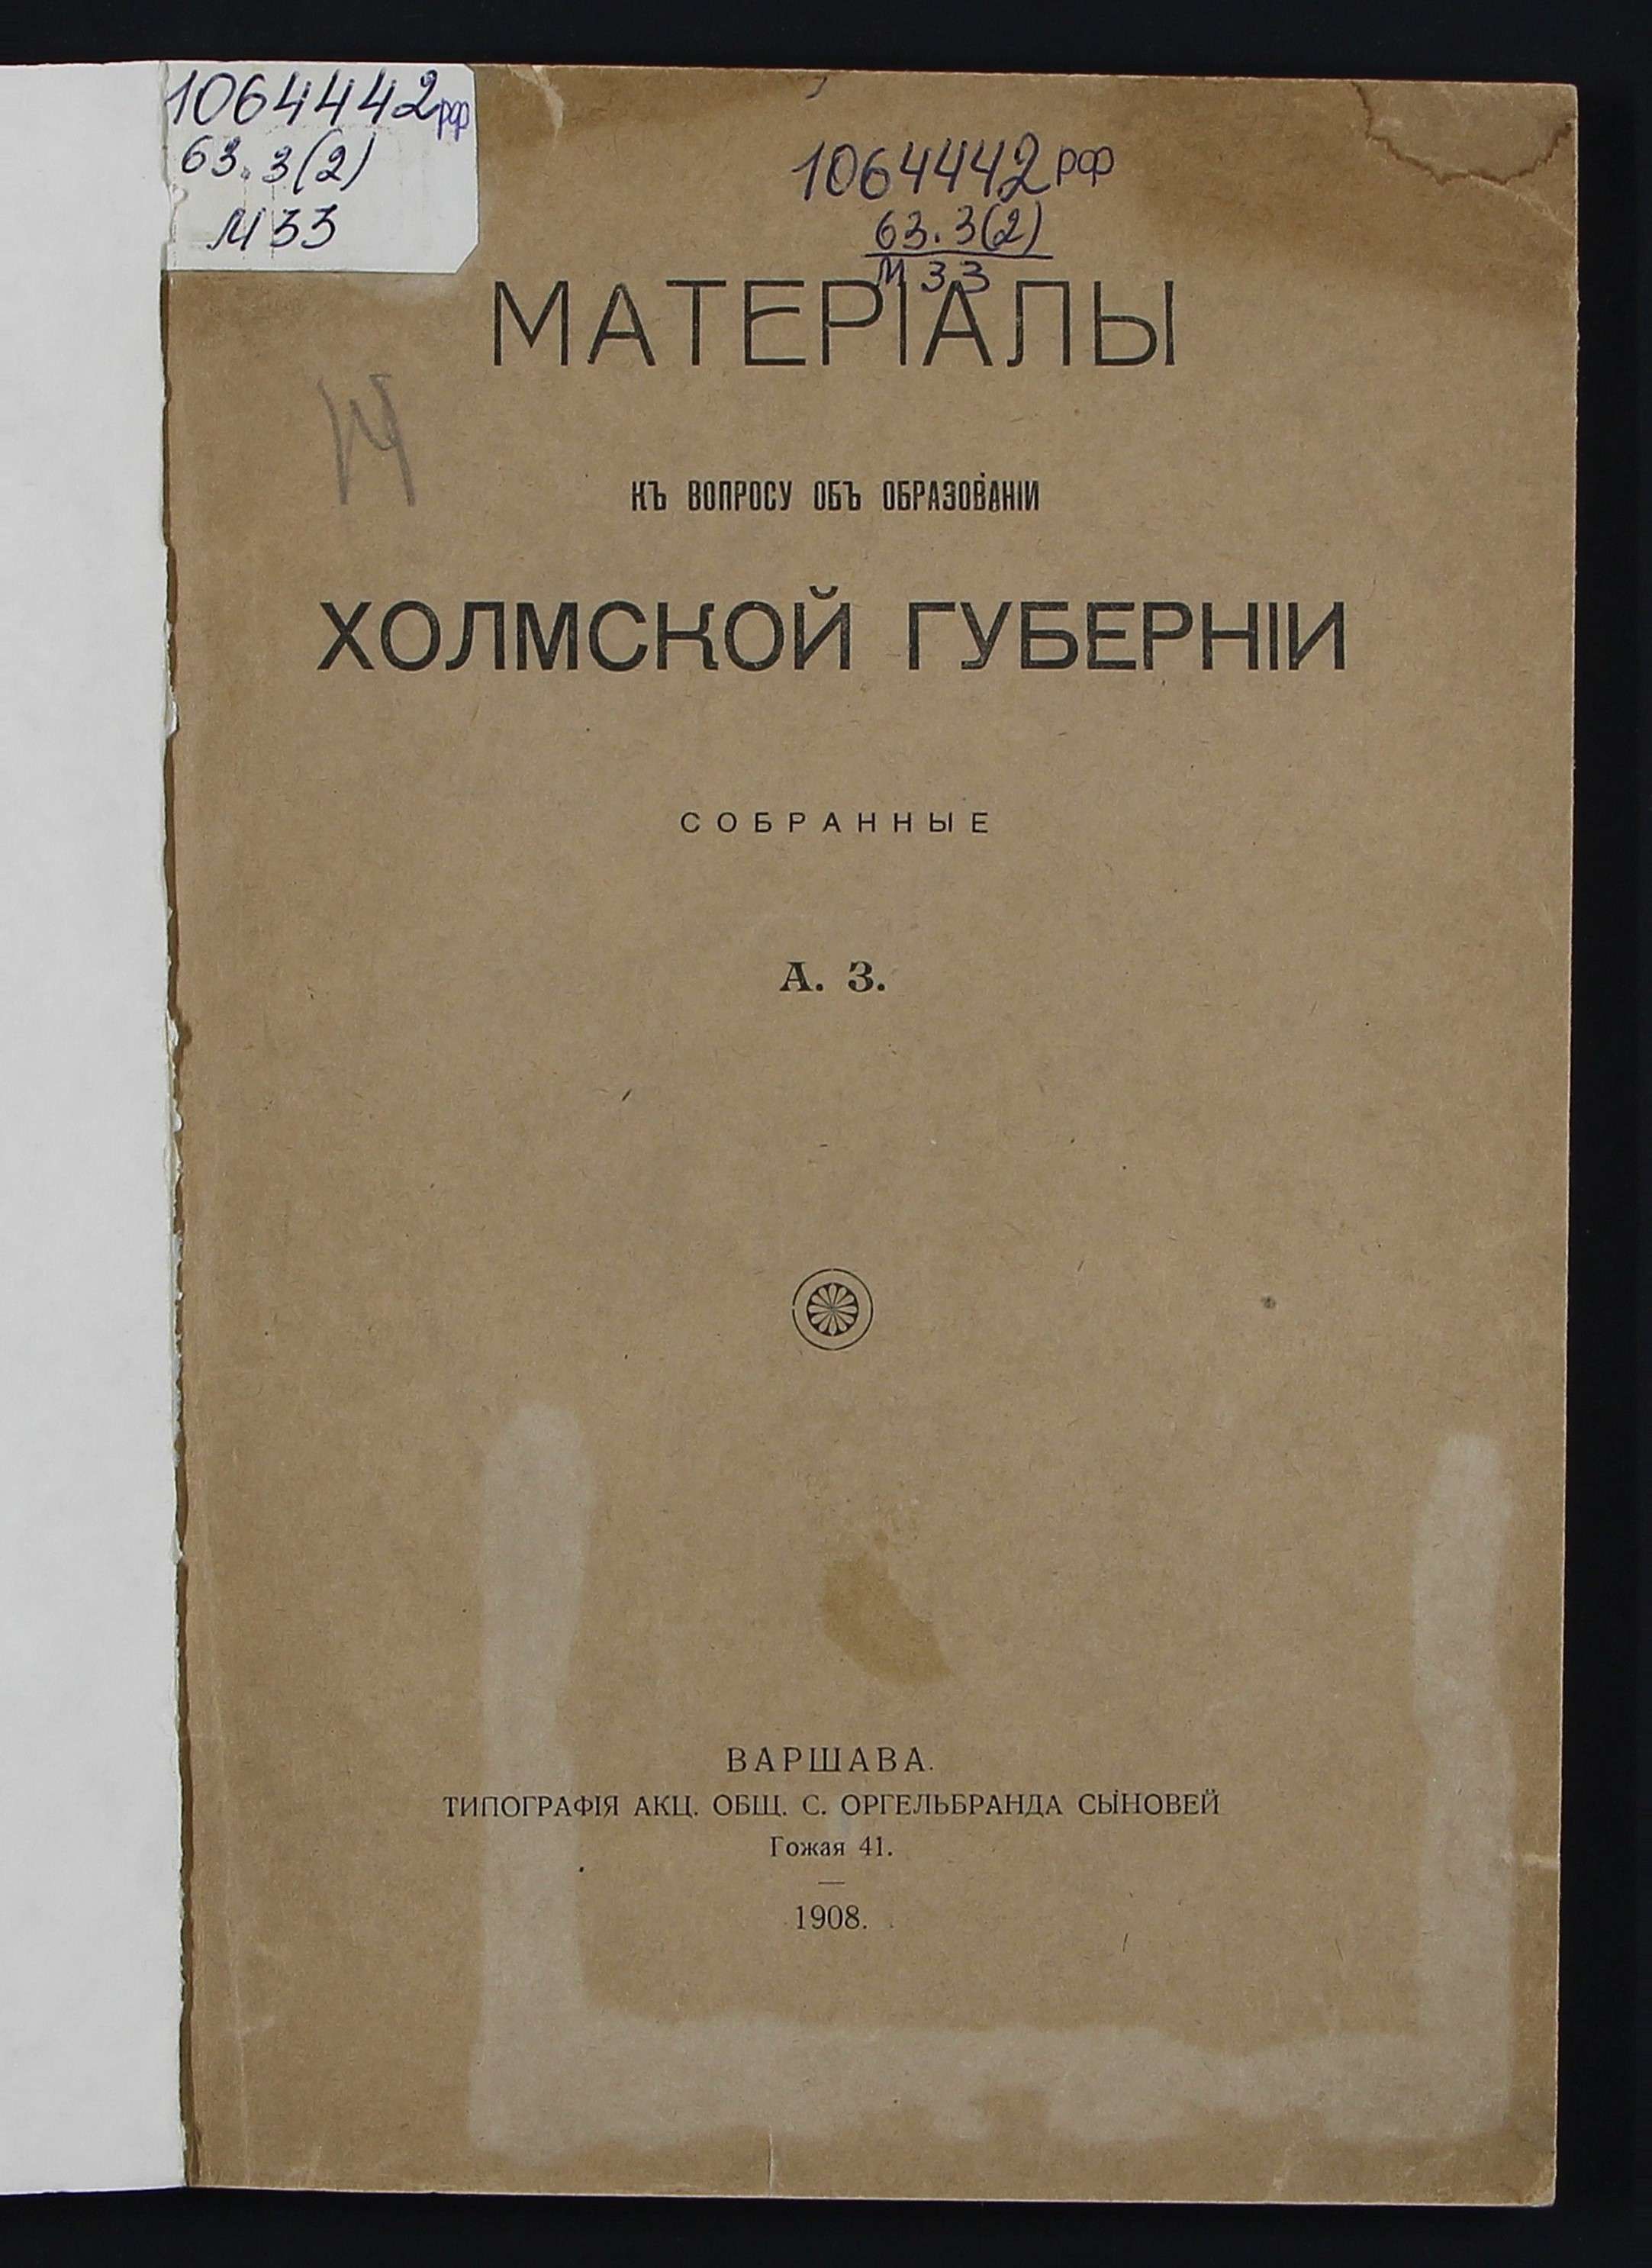 1064442рф
63.3(2)
М33
1064442рф
63.3(2)
М33
МАТЕРІАЛЫ
КЪ ВОПРОСУ ОБЪ ОБРАЗОВАНІИ
ХОЛМСКОЙ ГУБЕРНІИ
СОБРАННЫЕ
А. З.
ВАРШАВА.
ТИПОГРАФІЯ АКЦ. ОБЩ. С. ОРГЕЛЬБРАНДА СЫНОВЕЙ
Гожая 41.
1908.